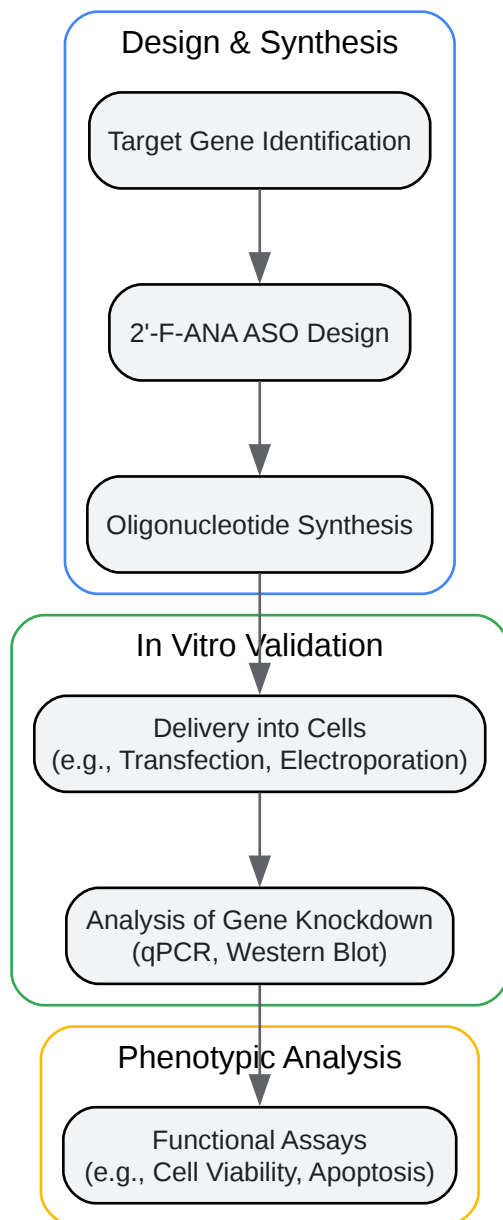 Design & Synthesis
Target Gene Identification
2'-F-ANA ASO Design
Oligonucleotide Synthesis
In Vitro Validation
Delivery into Cells
(e.g., Transfection, Electroporation)
Analysis of Gene Knockdown
(qPCR, Western Blot)
Phenotypic Analysis
Functional Assays
(e.g., Cell Viability, Apoptosis)